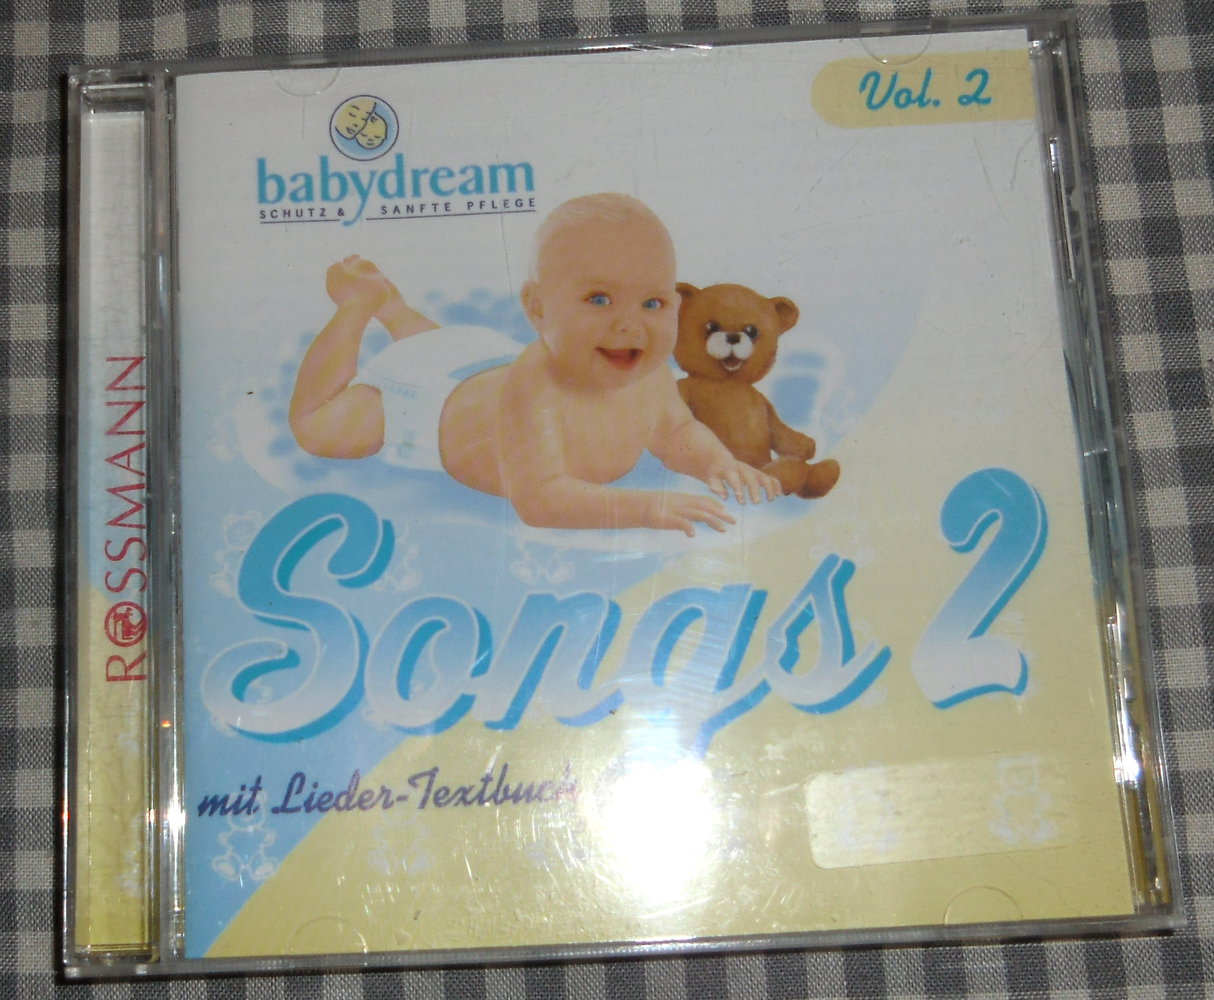 Vol. 2
babydream
SCHUTZ & SANFTE PFLEGE
ROSSMANN
Songs 2
mit Lieder-Textbuch